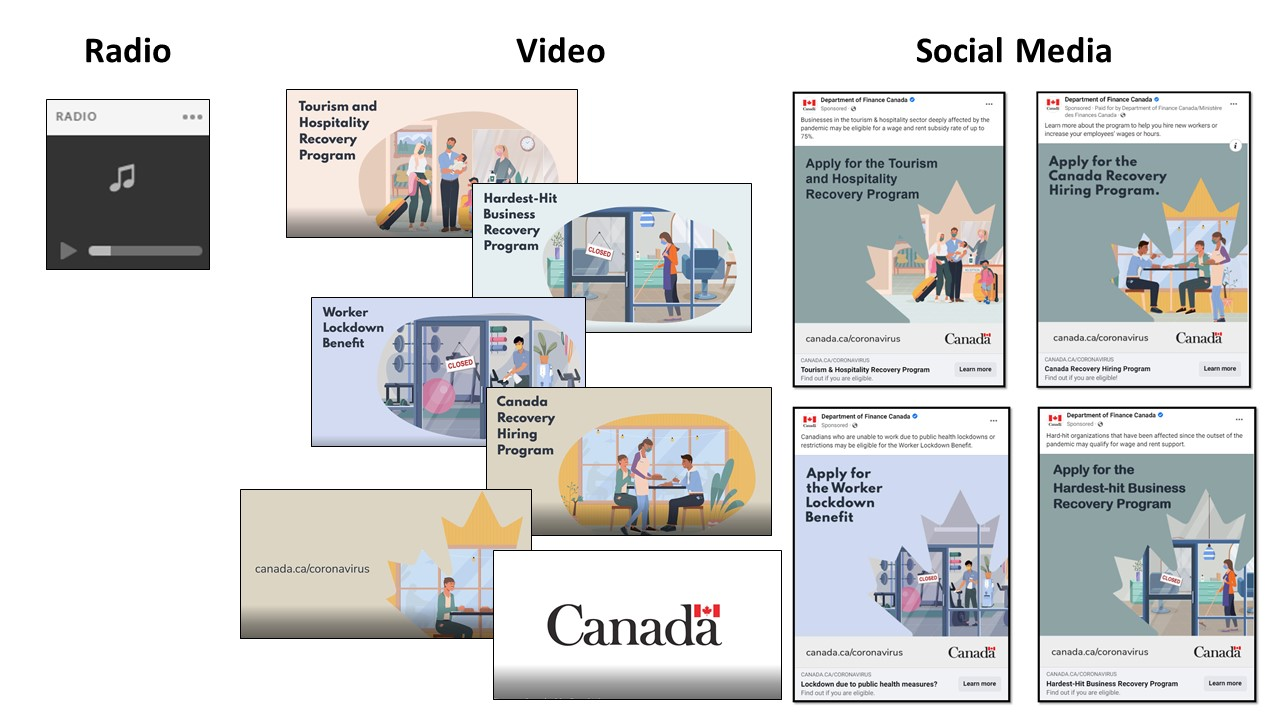 Radio
Video
Social Media
RADIO
Tourism and
Hospitality
Recovery
Program
Hardest-Hit
Business
Recovery
Program
CLOSED
Worker
Lockdown
Benefit
CLOSED
Canada
Recovery
Hiring
Program
canada.ca/coronavirus
Canada
Department of Finance Canada
Sponsored
Businesses in the tourism & hospitality sector deeply affected by the
pandemic may be eligible for a wage and rent subsidy rate of up to
75%.
Apply for the Tourism
and Hospitality
Recovery Program
canada.ca/coronavirus
Canada
CANADA.CA/CORONAVIRUS
Tourism & Hospitality Recovery Program
Find out if you are eligible.
Learn more
Department of Finance Canada
Sponsored · Paid for by Department of Finance Canada/Ministère
des Finances Canada
Learn more about the program to help you hire new workers or
increase your employees' wages or hours.
Apply for the
Canada Recovery
Hiring Program.
canada.ca/coronavirus
Canada
CANADA.CA/CORONAVIRUS
Canada Recovery Hiring Program
Find out if you are eligible!
Learn more
Department of Finance Canada
Sponsored
Canadians who are unable to work due to public health lockdowns or
restrictions may be eligible for the Worker Lockdown Benefit.
Apply for
the Worker
Lockdown
Benefit
CLOSED
canada.ca/coronavirus
Canada
CANADA.CA/CORONAVIRUS
Lockdown due to public health measures?
Find out if you are eligible.
Learn more
Department of Finance Canada
Sponsored
Hard-hit organizations that have been affected since the outset of the
pandemic may qualify for wage and rent support.
Apply for the
Hardest-hit Business
Recovery Program
CLOSED
canada.ca/coronavirus
Canada
CANADA.CA/CORONAVIRUS
Hardest-Hit Business Recovery Program
Find out if you are eligible.
Learn more